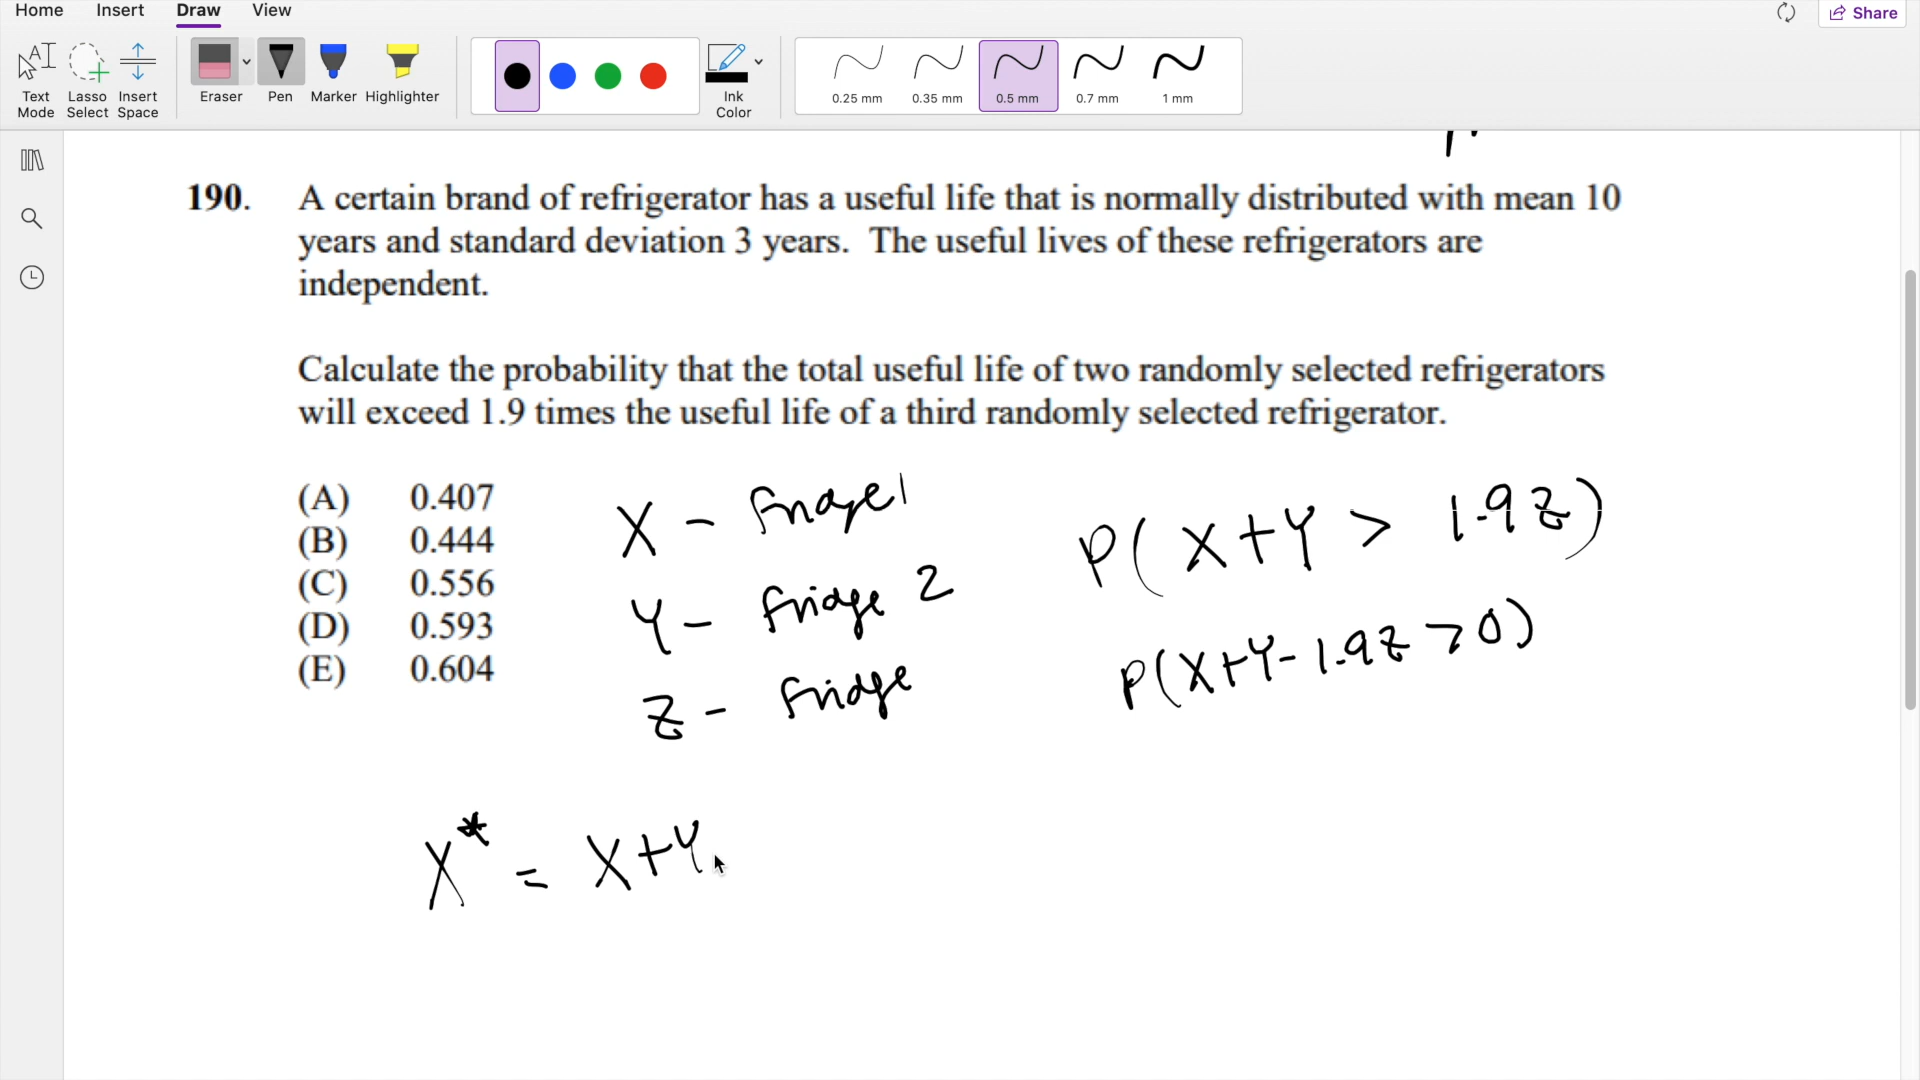 Home Insert Draw View Share
Text Mode Lasso Select Insert Space Eraser Pen Marker Highlighter Ink Color 0.25 mm 0.35 mm 0.5 mm 0.7 mm 1 mm
190. A certain brand of refrigerator has a useful life that is normally distributed with mean 10
years and standard deviation 3 years. The useful lives of these refrigerators are
independent.
Calculate the probability that the total useful life of two randomly selected refrigerators
will exceed 1.9 times the useful life of a third randomly selected refrigerator.
(A) 0.407
(B) 0.444
(C) 0.556
(D) 0.593
(E) 0.604
X - fridge 1
Y - fridge 2
Z - fridge
P(X+Y > 1.9Z)
P(X+Y-1.9Z >0)
X* = X+Y